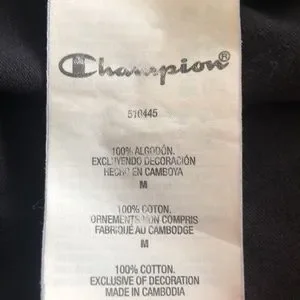 Champion®
510445
100% ALGODÓN.
EXCLUYENDO DECORACIÓN
HECHO EN CAMBOYA
M
100% COTON.
ORNEMENTS NON COMPRIS
FABRIQUÉ AU CAMBODGE
M
100% COTTON.
EXCLUSIVE OF DECORATION
MADE IN CAMBODIA